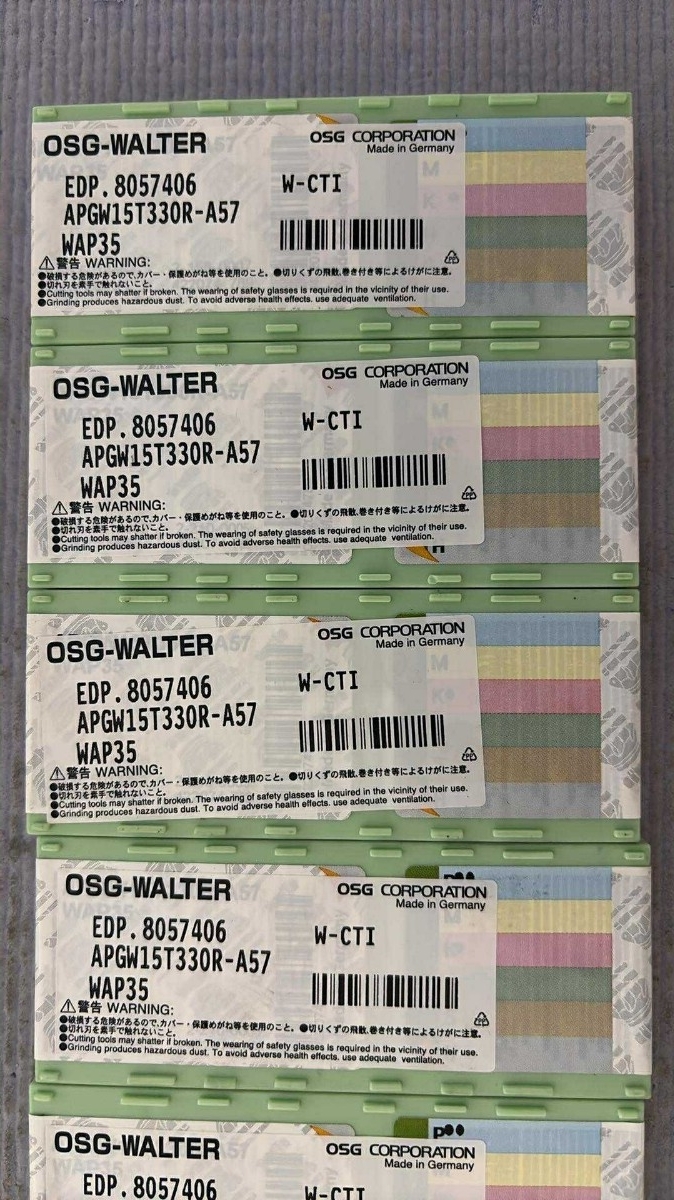 OSG-WALTER
OSG CORPORATION
Made in Germany
EDP. 8057406
W-CTI
APGW15T330R-A57
WAP35
⚠警告 WARNING:
●破損する危険があるので、カバー・保護めがね等を使用のこと。●切りくずの飛散、巻き付き等によるけがに注意。
●切れ刃を素手で触れないこと。
●Cutting tools may shatter if broken. The wearing of safety glasses is required in the vicinity of their use.
●Grinding produces hazardous dust. To avoid adverse health effects. use adequate ventilation.
OSG-WALTER
OSG CORPORATION
Made in Germany
EDP. 8057406
W-CTI
APGW15T330R-A57
WAP35
⚠警告 WARNING:
●破損する危険があるので、カバー・保護めがね等を使用のこと。●切りくずの飛散、巻き付き等によるけがに注意。
●切れ刃を素手で触れないこと。
●Cutting tools may shatter if broken. The wearing of safety glasses is required in the vicinity of their use.
●Grinding produces hazardous dust. To avoid adverse health effects. use adequate ventilation.
OSG-WALTER
OSG CORPORATION
Made in Germany
EDP. 8057406
W-CTI
APGW15T330R-A57
WAP35
⚠警告 WARNING:
●破損する危険があるので、カバー・保護めがね等を使用のこと。●切りくずの飛散、巻き付き等によるけがに注意。
●切れ刃を素手で触れないこと。
●Cutting tools may shatter if broken. The wearing of safety glasses is required in the vicinity of their use.
●Grinding produces hazardous dust. To avoid adverse health effects. use adequate ventilation.
P●●
OSG-WALTER
OSG CORPORATION
Made in Germany
EDP. 8057406
W-CTI
APGW15T330R-A57
WAP35
⚠警告 WARNING:
●破損する危険があるので、カバー・保護めがね等を使用のこと。●切りくずの飛散、巻き付き等によるけがに注意。
●切れ刃を素手で触れないこと。
●Cutting tools may shatter if broken. The wearing of safety glasses is required in the vicinity of their use.
●Grinding produces hazardous dust. To avoid adverse health effects. use adequate ventilation.
P●●
OSG-WALTER
OSG CORPORATION
Made in Germany
EDP. 8057406
W-CTI